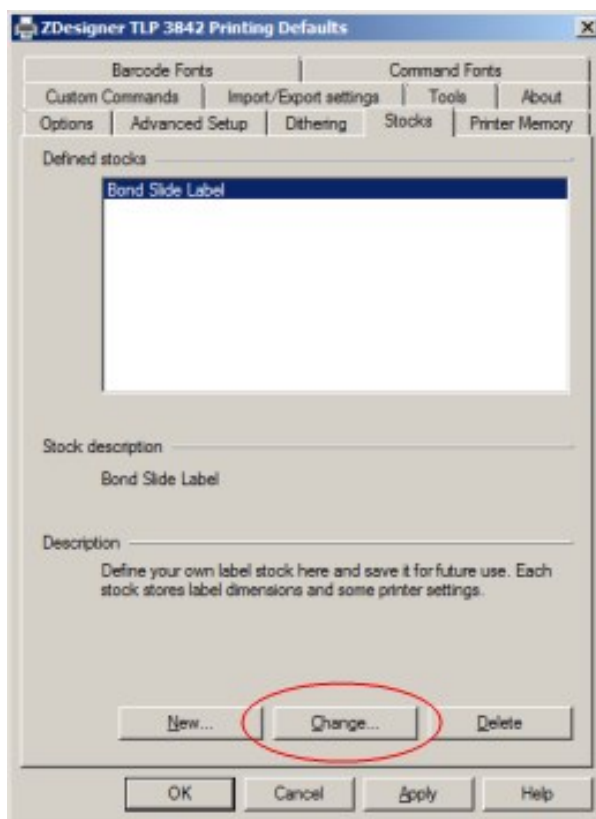 ZDesigner TLP 3842 Printing Defaults
Barcode Fonts
Command Fonts
Custom Commands
Import/Export settings
Tools
About
Options
Advanced Setup
Dithering
Stocks
Printer Memory
Defined stocks
Bond Slide Label
Stock description
Bond Slide Label
Description
Define your own label stock here and save it for future use. Each
stock stores label dimensions and some printer settings.
New...
Change...
Delete
OK
Cancel
Apply
Help